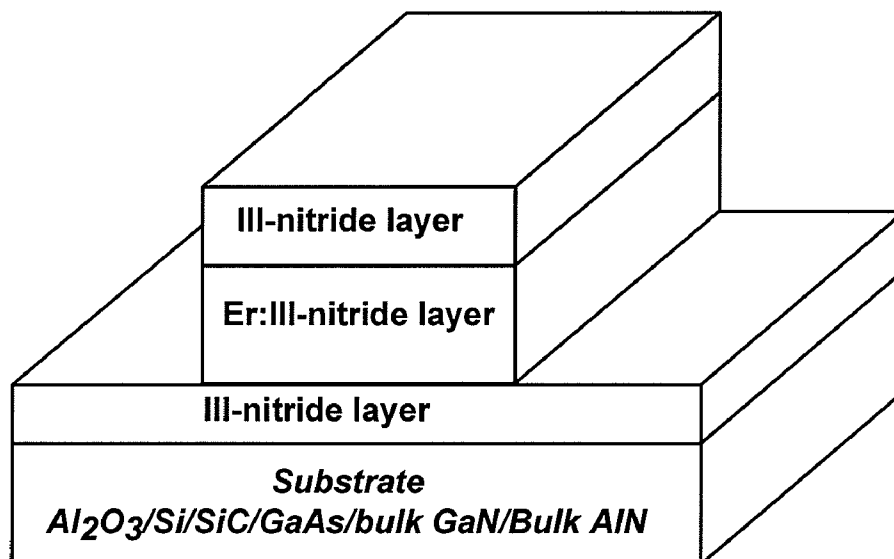 III-nitride layer
Er:III-nitride layer
III-nitride layer
Substrate
Al2O3/Si/SiC/GaAs/bulk GaN/Bulk AlN